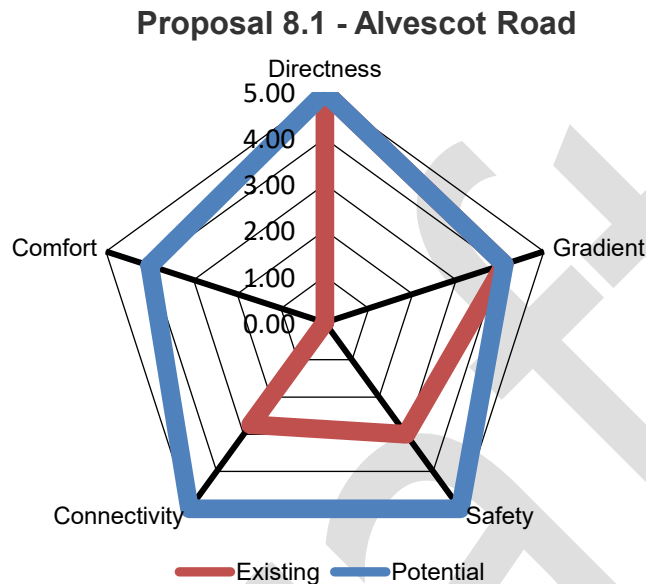 Proposal 8.1 - Alvescot Road
Directness
5.00
4.00
3.00
2.00
1.00
0.00
Comfort
Gradient
Connectivity
Safety
Existing
Potential